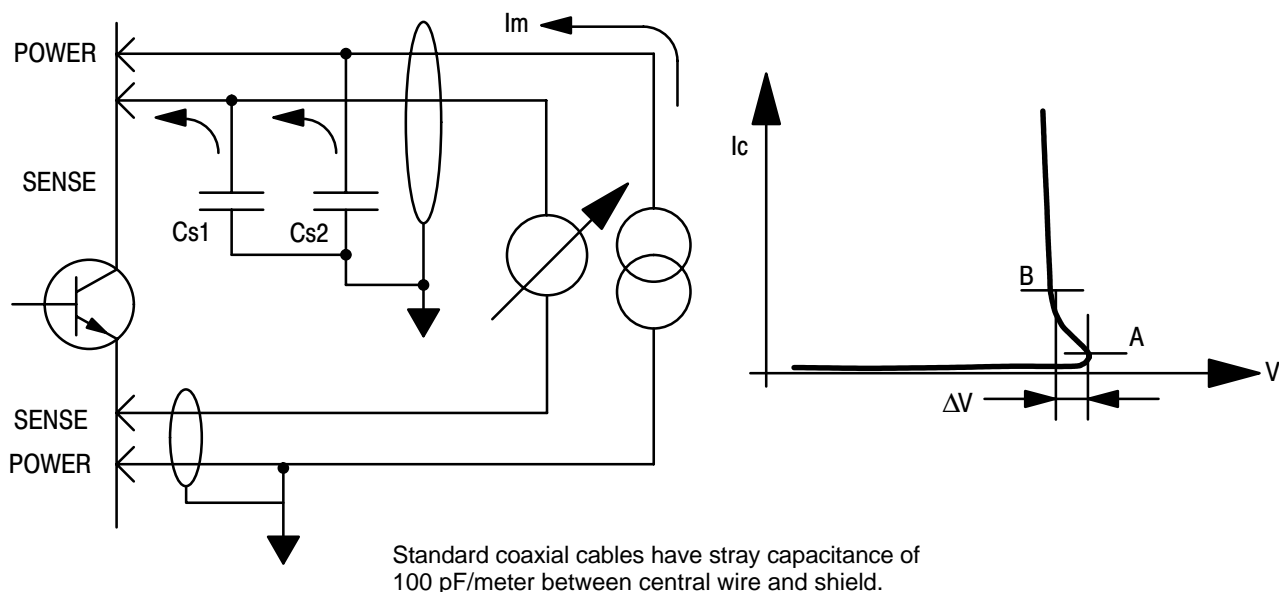 POWER
SENSE
Cs1
Cs2
Im
SENSE
POWER
Ic
B
A
V
ΔV
Standard coaxial cables have stray capacitance of
100 pF/meter between central wire and shield.